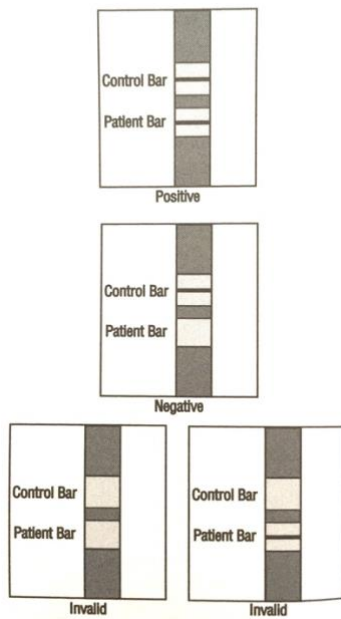 Control Bar
Patient Bar
Positive
Control Bar
Patient Bar
Negative
Control Bar
Patient Bar
Invalid
Control Bar
Patient Bar
Invalid